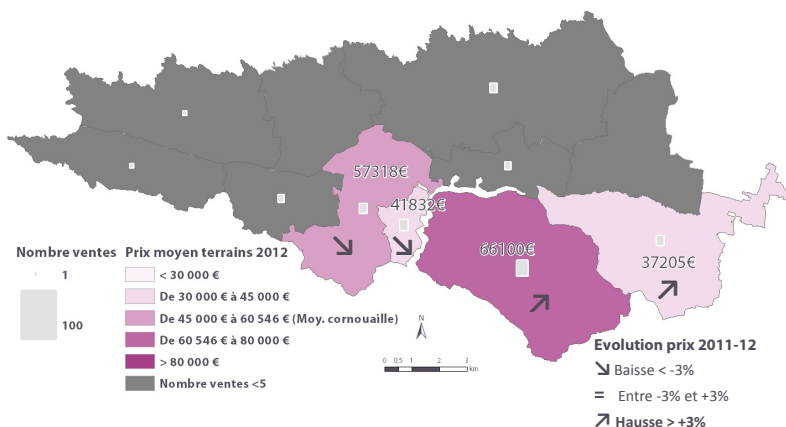 57318€
41832€
66100€
37205€
Nombre ventes
1
100
Prix moyen terrains 2012
< 30 000 €
De 30 000 € à 45 000 €
De 45 000 € à 60 546 € (Moy. cornouaille)
De 60 546 € à 80 000 €
> 80 000 €
Nombre ventes <5
N
0 0,5 1 2 3
km
Evolution prix 2011-12
Baisse < -3%
= Entre -3% et +3%
Hausse > +3%